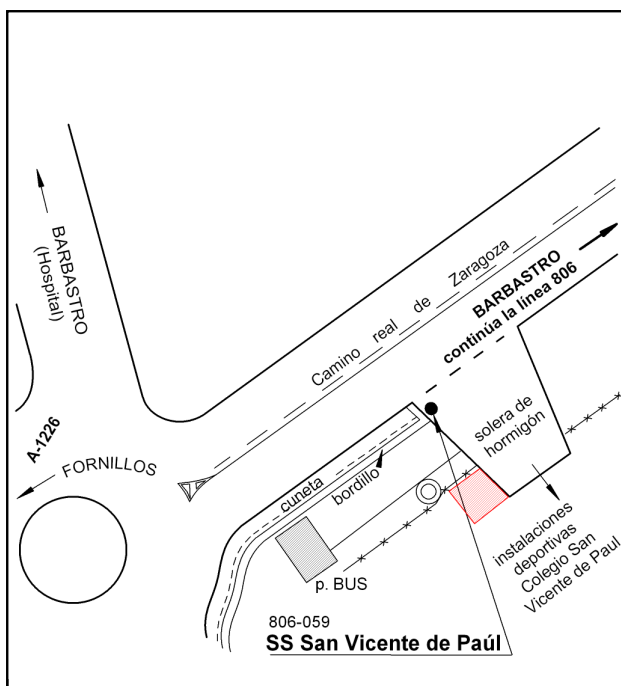 BARBASTRO
(Hospital)
A-1226
FORNILLOS
Camino real de Zaragoza
BARBASTRO
continúa la línea 806
solera de
hormigón
cuneta
bordillo
p. BUS
instalaciones
deportivas
Colegio San
Vicente de Paúl
806-059
SS San Vicente de Paúl